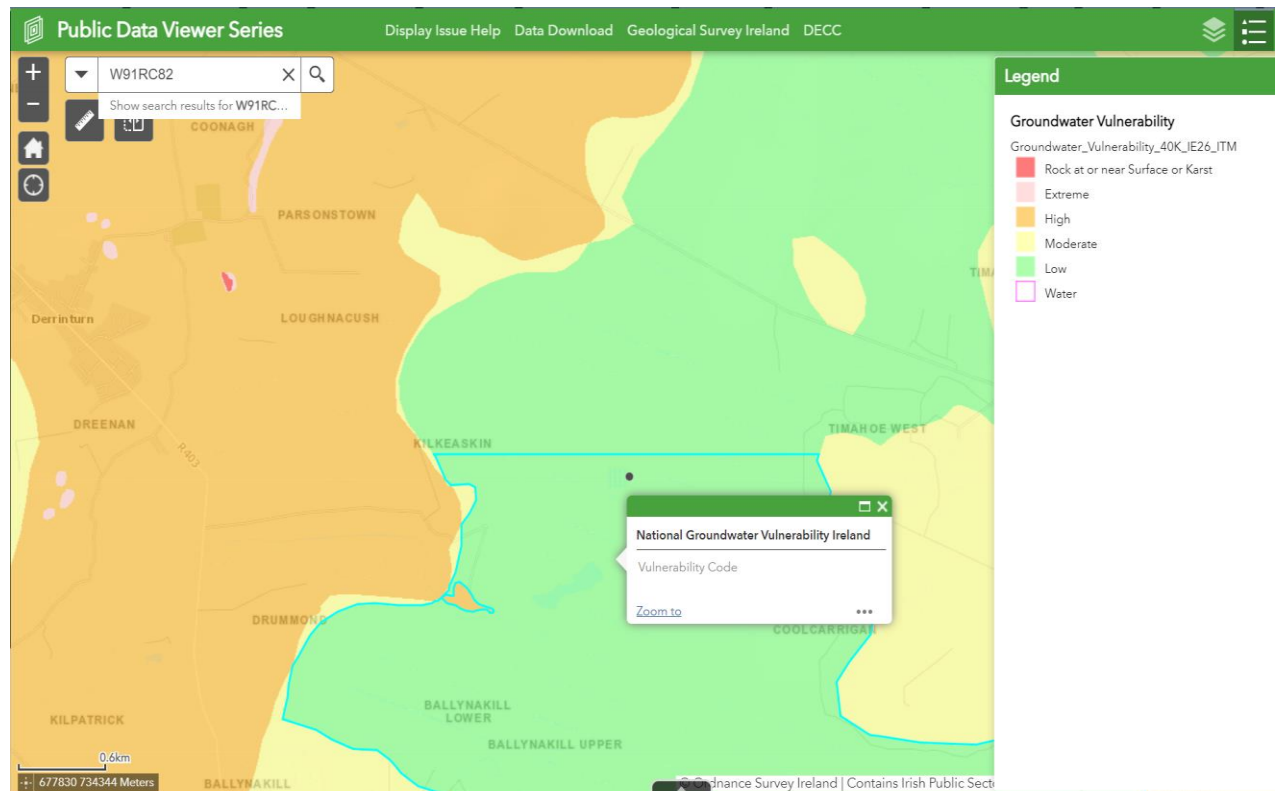 Public Data Viewer Series
Display Issue Help Data Download Geological Survey Ireland DECC
W91RC82
Show search results for W91RC...
Legend
Groundwater Vulnerability
Groundwater_Vulnerability_40K_IE26_ITM
Rock at or near Surface or Karst
Extreme
High
Moderate
Low
Water
COONAGH
PARSONSTOWN
Derrinturn
LOUGHNACUSH
DREENAN
R403
KILKEASKIN
TIMAHOE WEST
National Groundwater Vulnerability Ireland
Vulnerability Code
Zoom to
DRUMMOND
COOLCARRIGAN
BALLYNAKILL
LOWER
KILPATRICK
BALLYNAKILL UPPER
0.6km
677830 734344 Meters
BALLYNAKILL
Ordnance Survey Ireland | Contains Irish Public Sect